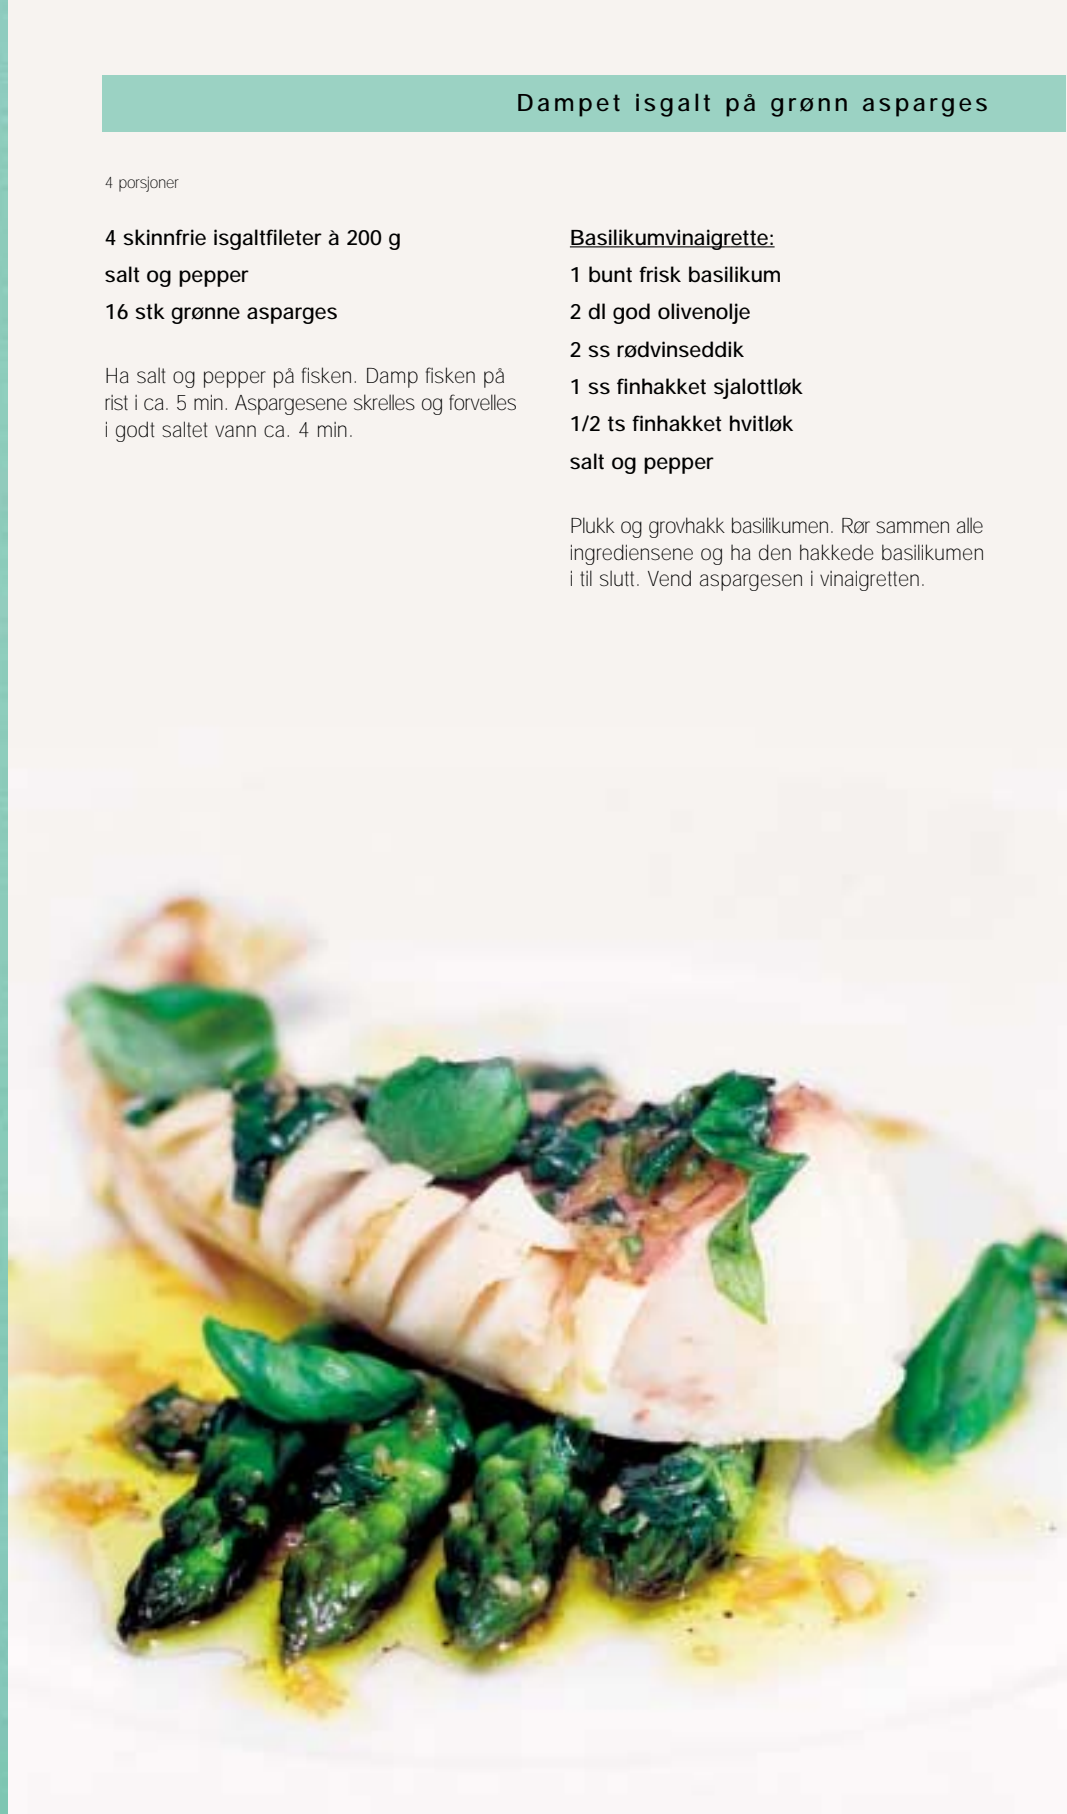 Dampet isgalt på grønn asparges
4 porsjoner
4 skinnfrie isgaltfileter à 200 g
salt og pepper
16 stk grønne asparges
Ha salt og pepper på fisken. Damp fisken på
rist i ca. 5 min. Aspargesene skrelles og forvelles
i godt saltet vann ca. 4 min.
Basilikumvinaigrette:
1 bunt frisk basilikum
2 dl god olivenolje
2 ss rødvinseddik
1 ss finhakket sjalottløk
1/2 ts finhakket hvitløk
salt og pepper
Plukk og grovhakk basilikumen. Rør sammen alle
ingrediensene og ha den hakkede basilikumen
i til slutt. Vend aspargesen i vinaigretten.